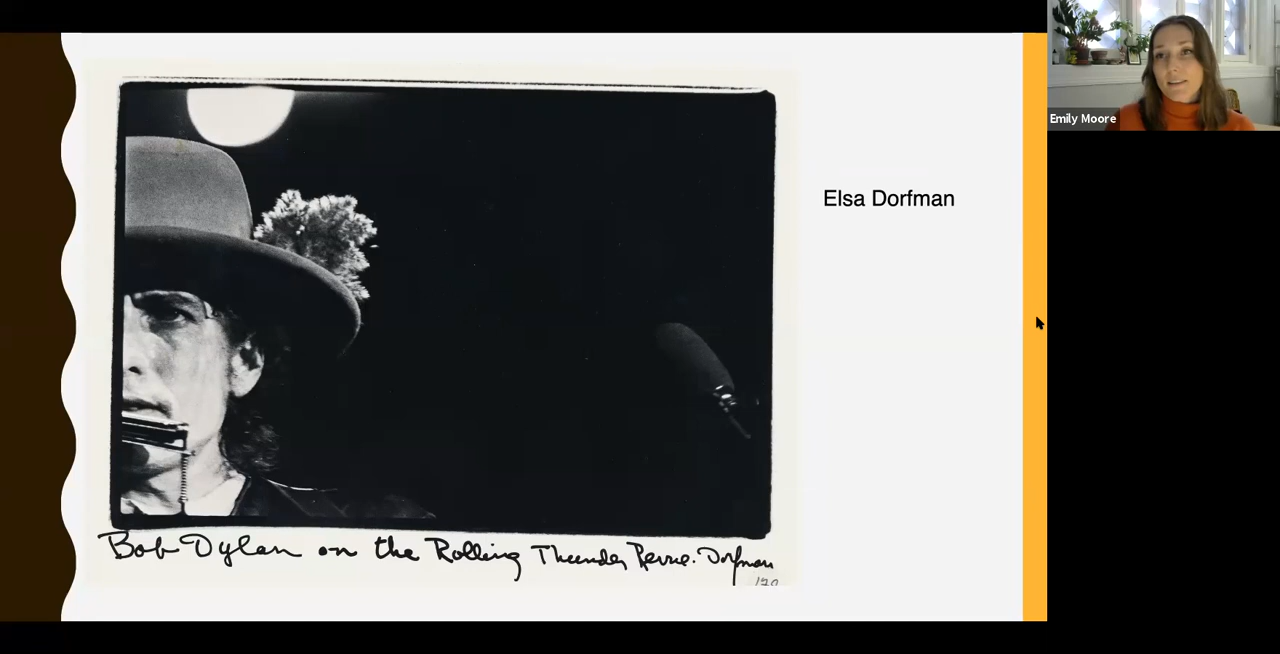 Emily Moore
Elsa Dorfman
Bob Dylan on the Rolling Thunder Revue. Dorfman